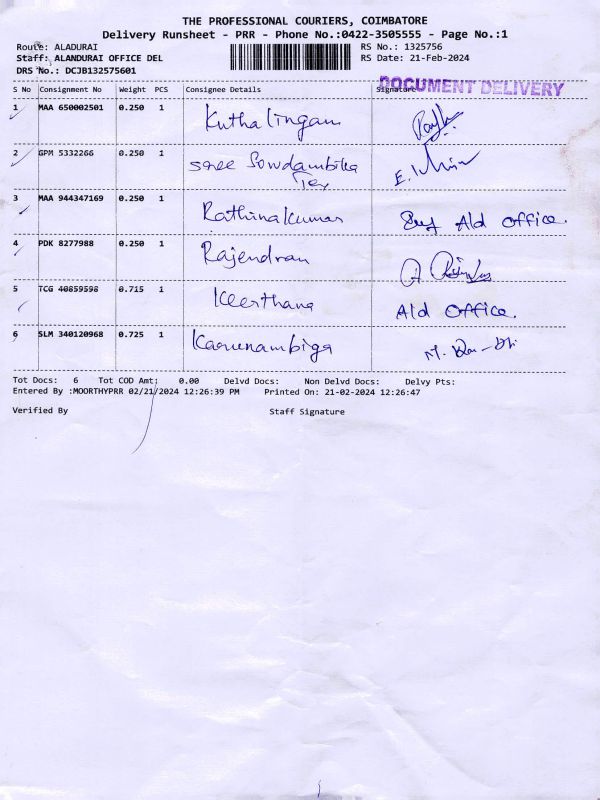 THE PROFESSIONAL COURIERS, COIMBATORE
Delivery Runsheet - PRR - Phone No.:0422-3505555 - Page No.:1
Route: ALADURAI RS No.: 1325756
Staff: ALANDURAI OFFICE DEL RS Date: 21-Feb-2024
DRS No.: DCJB132575601
DOCUMENT DELIVERY
S No Consignment No Weight PCS Consignee Details Signature
1 MAA 650002501 0.250 1 Kuthalingam
2 GPM 5332266 0.250 1 Sree Sowdambika
Tex
3 MAA 944347169 0.250 1 Rathinakumar Self Ald Office.
4 PDK 8277988 0.250 1 Rajendran
5 TCG 40859598 0.715 1 Keerthana Ald Office.
6 SLM 340120968 0.725 1 Karunambiga
Tot Docs: 6 Tot COD Amt: 0.00 Delvd Docs: Non Delvd Docs: Delvy Pts:
Entered By :MOORTHYPRR 02/21/2024 12:26:39 PM Printed On: 21-02-2024 12:26:47
Verified By Staff Signature